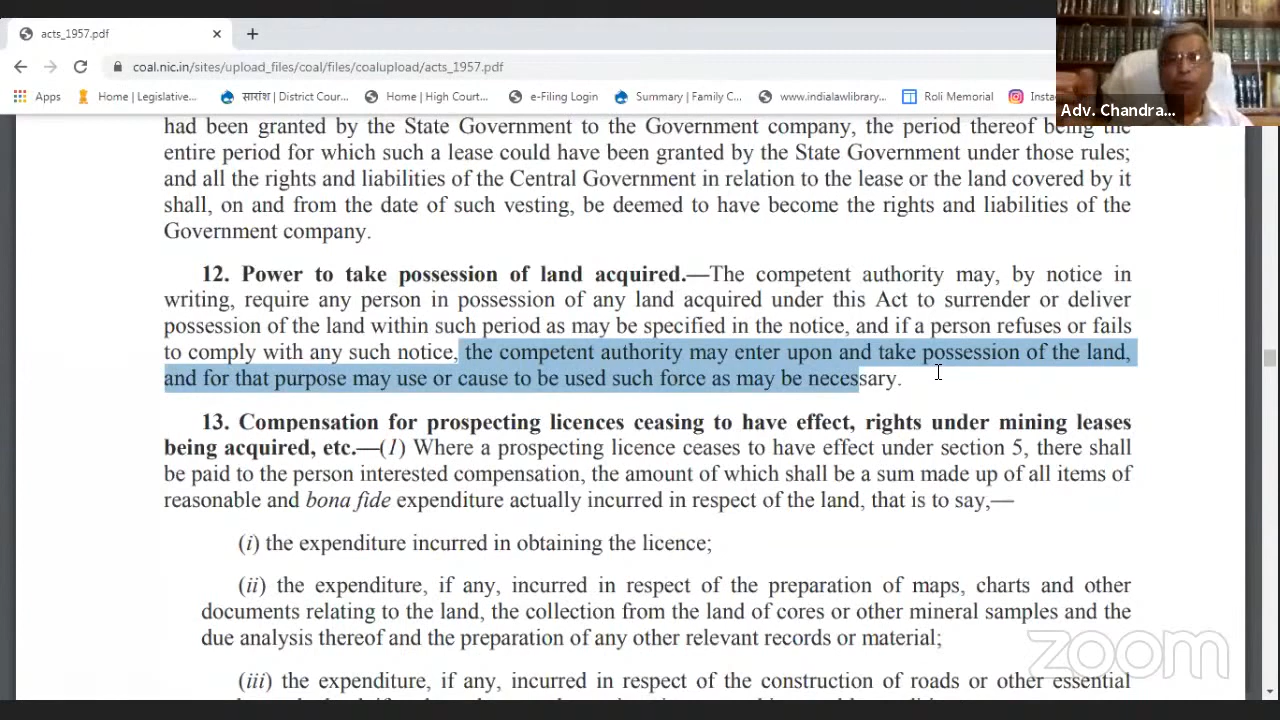 acts_1957.pdf
coal.nic.in/sites/upload_files/coal/files/coalupload/acts_1957.pdf
Apps Home | Legislative... सारांश | District Cour... Home | High Court... e-Filing Login Summary | Family C... www.indialawlibrary... Roli Memorial Insta
Adv. Chandra...
had been granted by the State Government to the Government company, the period thereof being the
entire period for which such a lease could have been granted by the State Government under those rules;
and all the rights and liabilities of the Central Government in relation to the lease or the land covered by it
shall, on and from the date of such vesting, be deemed to have become the rights and liabilities of the
Government company.
12. Power to take possession of land acquired.—The competent authority may, by notice in
writing, require any person in possession of any land acquired under this Act to surrender or deliver
possession of the land within such period as may be specified in the notice, and if a person refuses or fails
to comply with any such notice, the competent authority may enter upon and take possession of the land,
and for that purpose may use or cause to be used such force as may be necessary.
13. Compensation for prospecting licences ceasing to have effect, rights under mining leases
being acquired, etc.—(1) Where a prospecting licence ceases to have effect under section 5, there shall
be paid to the person interested compensation, the amount of which shall be a sum made up of all items of
reasonable and bona fide expenditure actually incurred in respect of the land, that is to say,—
(i) the expenditure incurred in obtaining the licence;
(ii) the expenditure, if any, incurred in respect of the preparation of maps, charts and other
documents relating to the land, the collection from the land of cores or other mineral samples and the
due analysis thereof and the preparation of any other relevant records or material;
(iii) the expenditure, if any, incurred in respect of the construction of roads or other essential
zoom